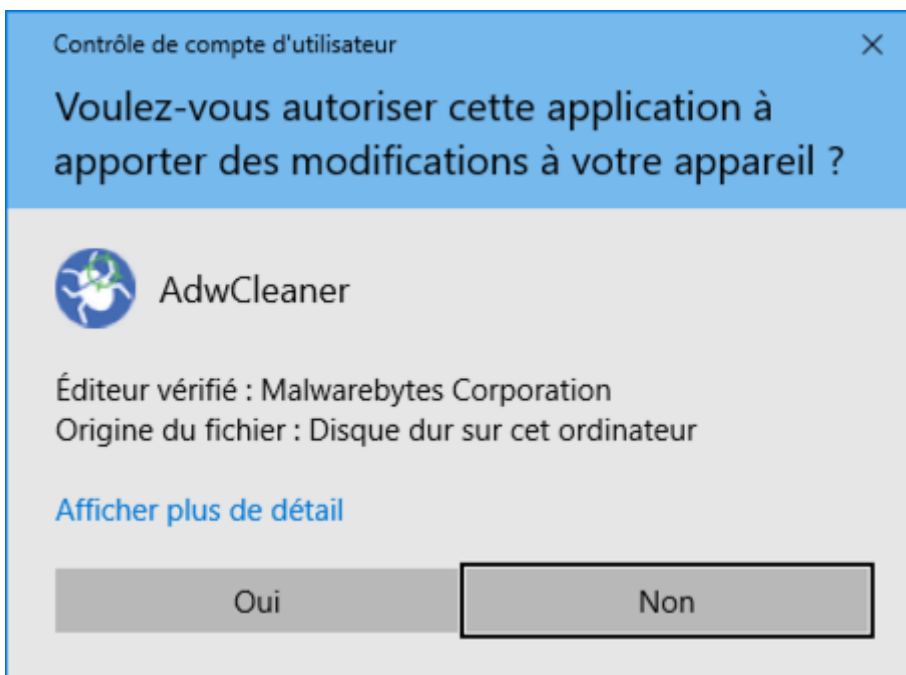 Contrôle de compte d'utilisateur
Voulez-vous autoriser cette application à
apporter des modifications à votre appareil ?
AdwCleaner
Éditeur vérifié : Malwarebytes Corporation
Origine du fichier : Disque dur sur cet ordinateur
Afficher plus de détail
Oui
Non